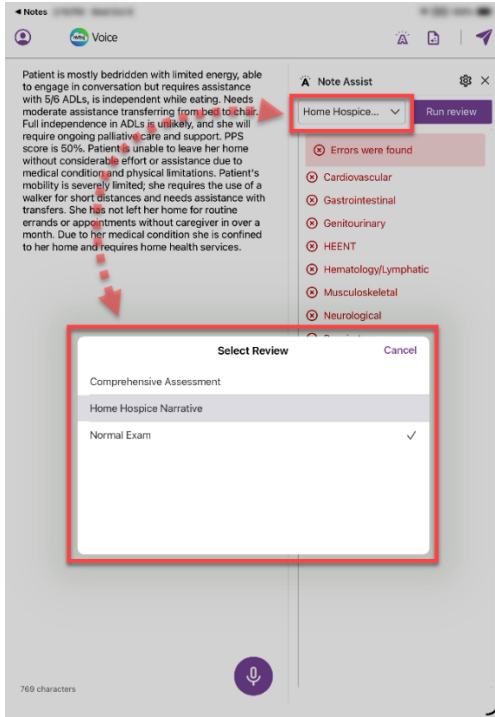 Notes
nVoq
Voice
Patient is mostly bedridden with limited energy, able
to engage in conversation but requires assistance
with 5/6 ADLs, is independent while eating. Needs
moderate assistance transferring from bed to chair.
Full independence in ADLs is unlikely, and she will
require ongoing palliative care and support. PPS
score is 50%. Patient is unable to leave her home
without considerable effort or assistance due to
medical condition and physical limitations. Patient's
mobility is severely limited; she requires the use of a
walker for short distances and needs assistance with
transfers. She has not left her home for routine
errands or appointments without caregiver in over a
month. Due to her medical condition she is confined
to her home and requires home health services.
Note Assist
Home Hospice...
Run review
Errors were found
Cardiovascular
Gastrointestinal
Genitourinary
HEENT
Hematology/Lymphatic
Musculoskeletal
Neurological
Select Review
Cancel
Comprehensive Assessment
Home Hospice Narrative
Normal Exam
769 characters